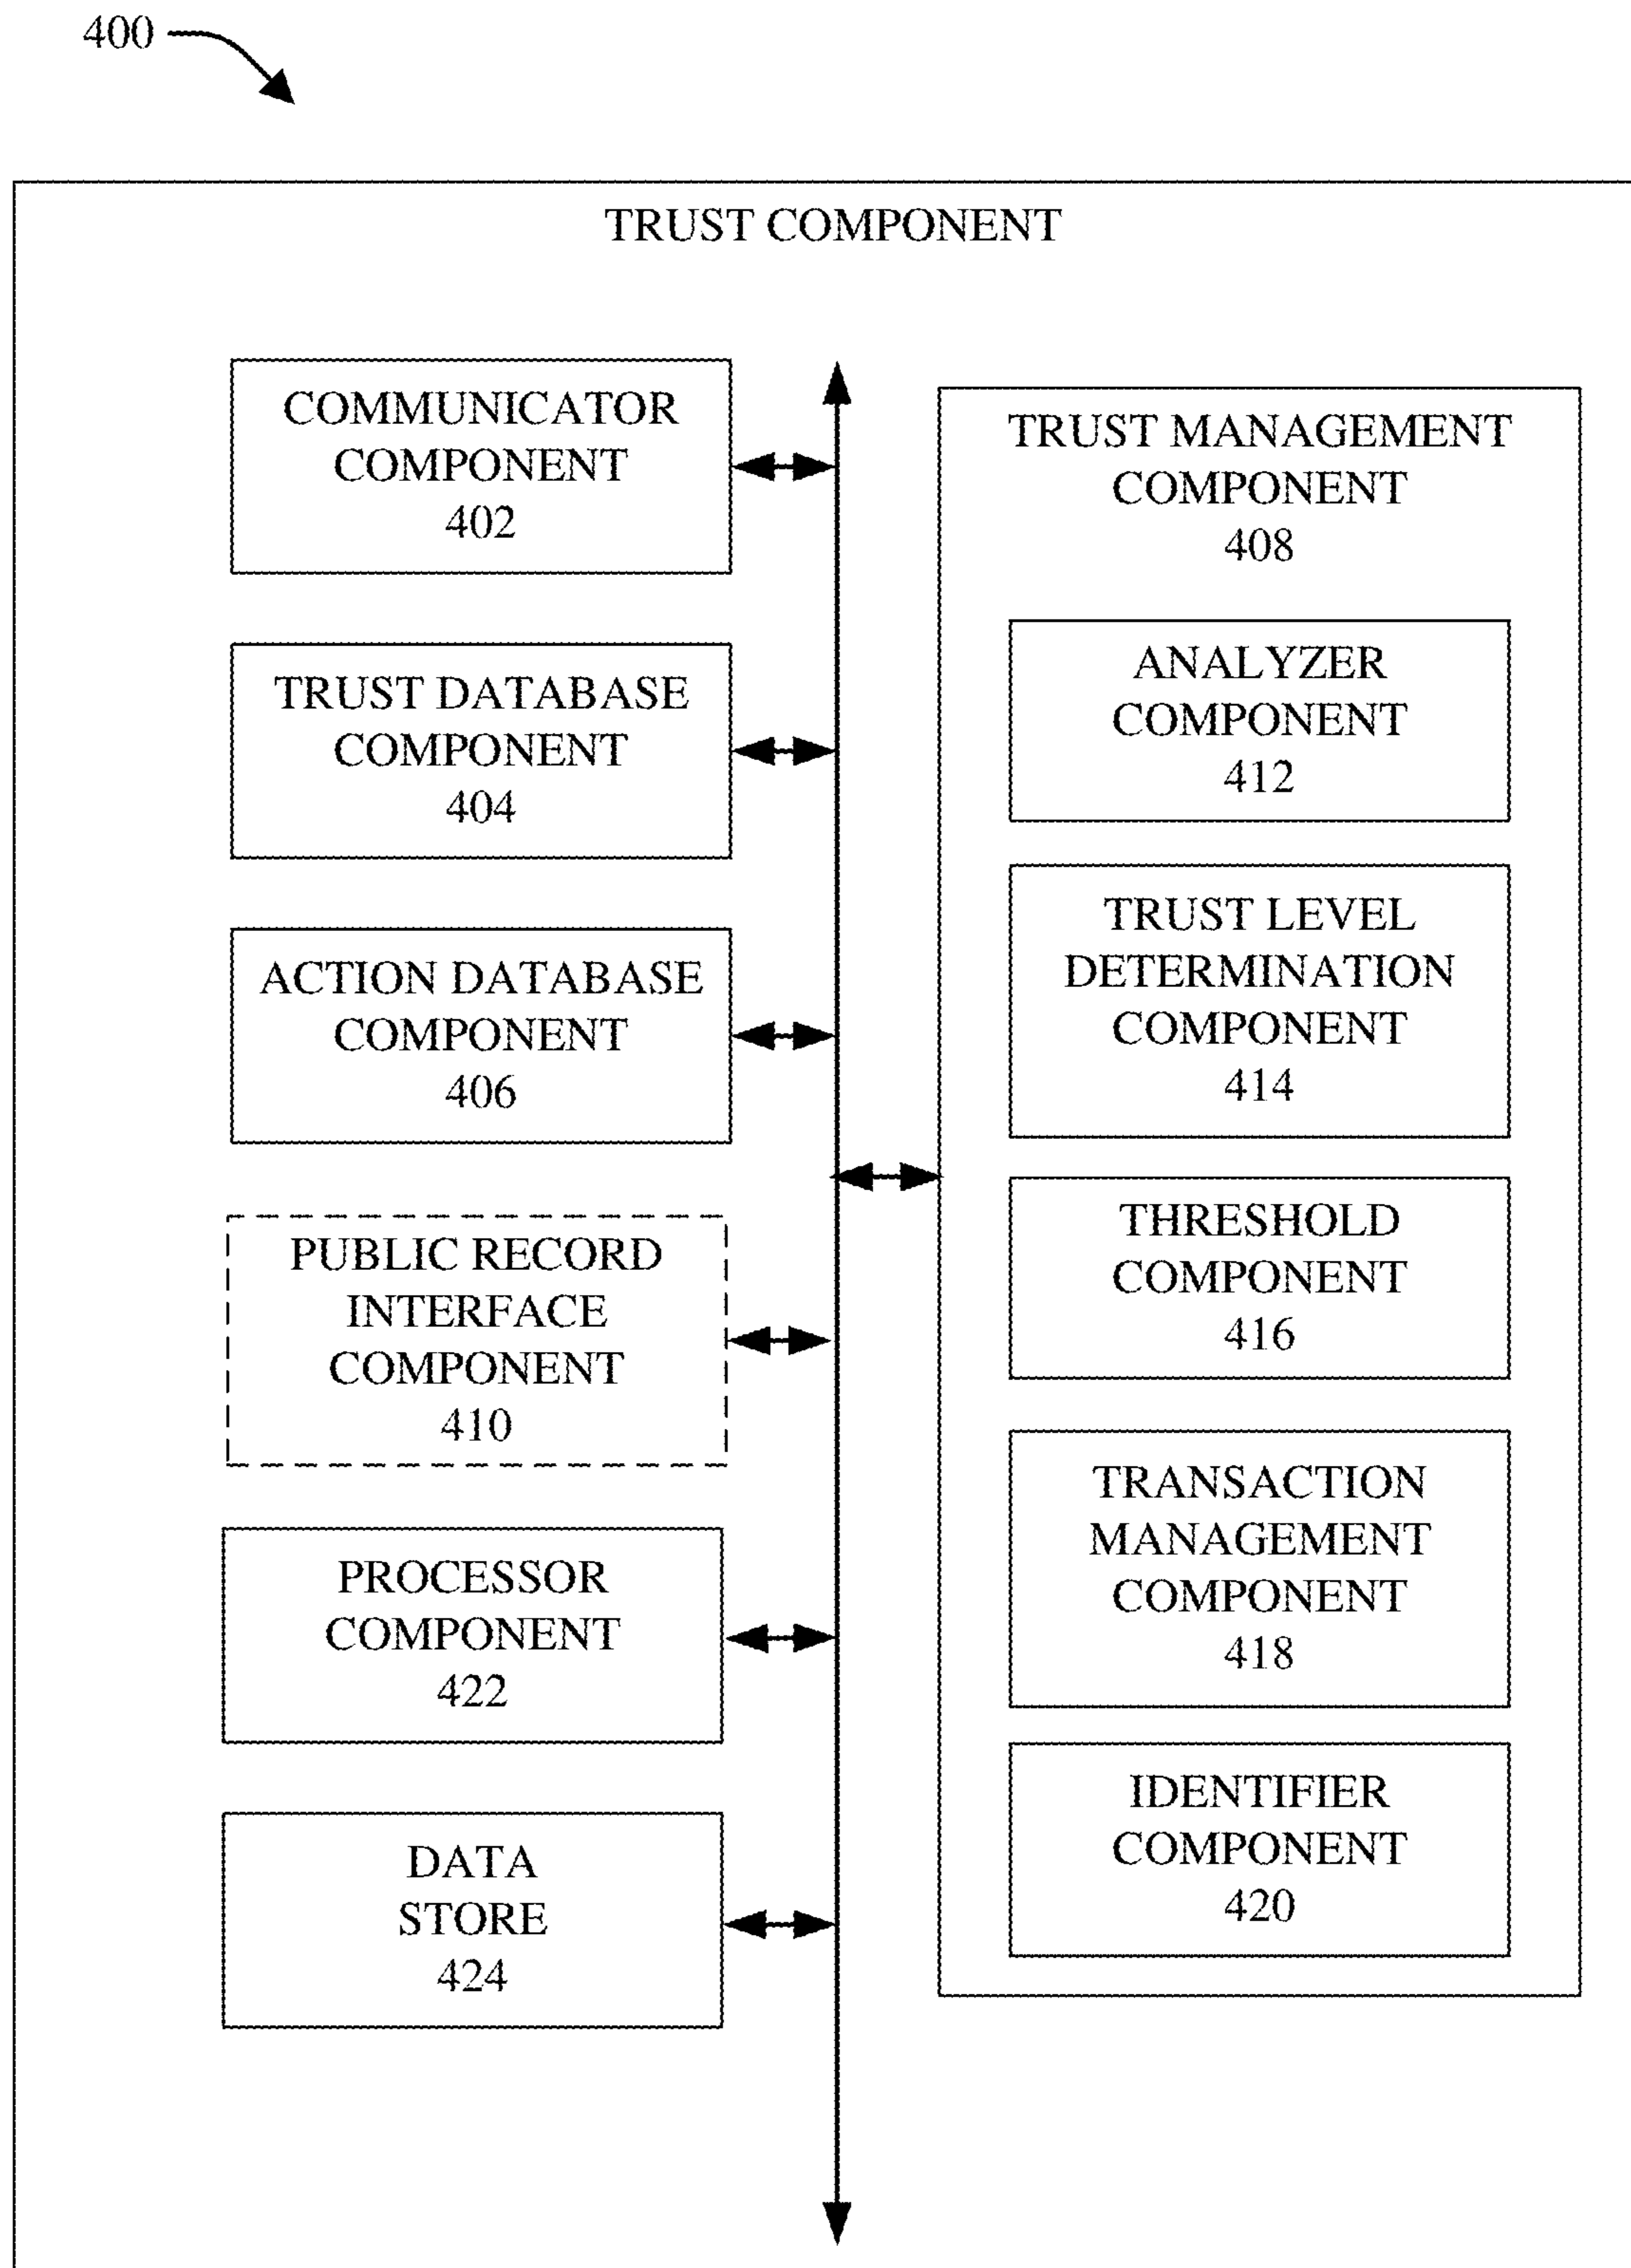 400
TRUST COMPONENT
COMMUNICATOR
COMPONENT
402
TRUST DATABASE
COMPONENT
404
ACTION DATABASE
COMPONENT
406
PUBLIC RECORD
INTERFACE
COMPONENT
410
PROCESSOR
COMPONENT
422
DATA
STORE
424
TRUST MANAGEMENT
COMPONENT
408
ANALYZER
COMPONENT
412
TRUST LEVEL
DETERMINATION
COMPONENT
414
THRESHOLD
COMPONENT
416
TRANSACTION
MANAGEMENT
COMPONENT
418
IDENTIFIER
COMPONENT
420